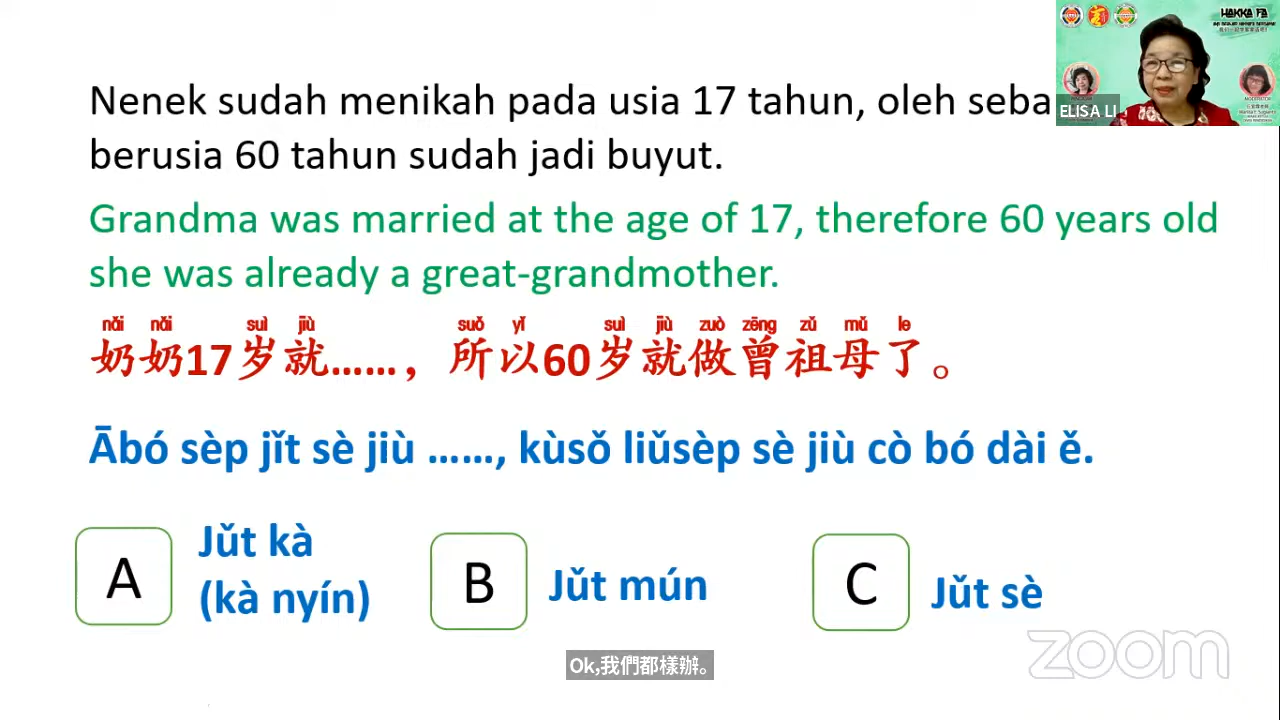 Nenek sudah menikah pada usia 17 tahun, oleh seba
berusia 60 tahun sudah jadi buyut.
Grandma was married at the age of 17, therefore 60 years old
she was already a great-grandmother.
nǎi nǎi suì jiù suǒ yǐ suì jiù zuò zēng zǔ mǔ le
奶奶17岁就……，所以60岁就做曾祖母了。
Ābó sèp jǐt sè jiù ……, kùsǒ liǔsèp sè jiù cò bó dài ě.
A
Jǔt kà
(kà nyín)
B
Jǔt mún
C
Jǔt sè
Ok,我們都樣辦。
zoom
HAKKA FA
ELISA LI
MODERATOR